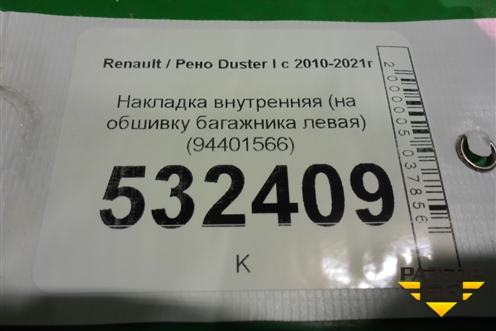 Renault / Рено Duster I с 2010-2021г
Накладка внутренняя (на
обшивку багажника левая)
(94401566)
532409
K
2000005037856